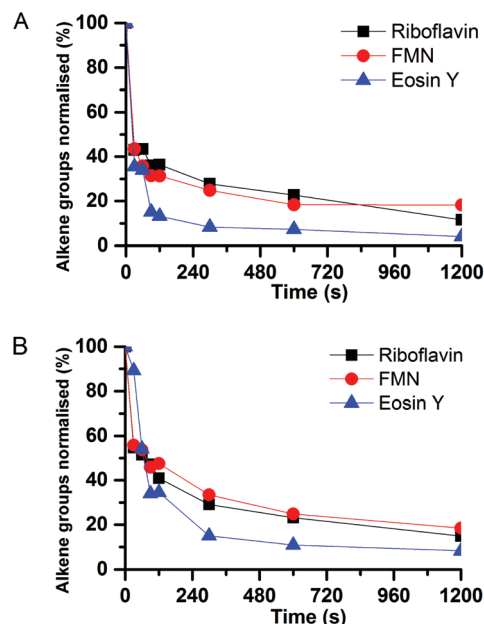 A
Alkene groups normalised (%)
100
80
60
40
20
0
Riboflavin
FMN
Eosin Y
0 240 480 720 960 1200
Time (s)
B
Alkene groups normalised (%)
100
80
60
40
20
0
Riboflavin
FMN
Eosin Y
0 240 480 720 960 1200
Time (s)